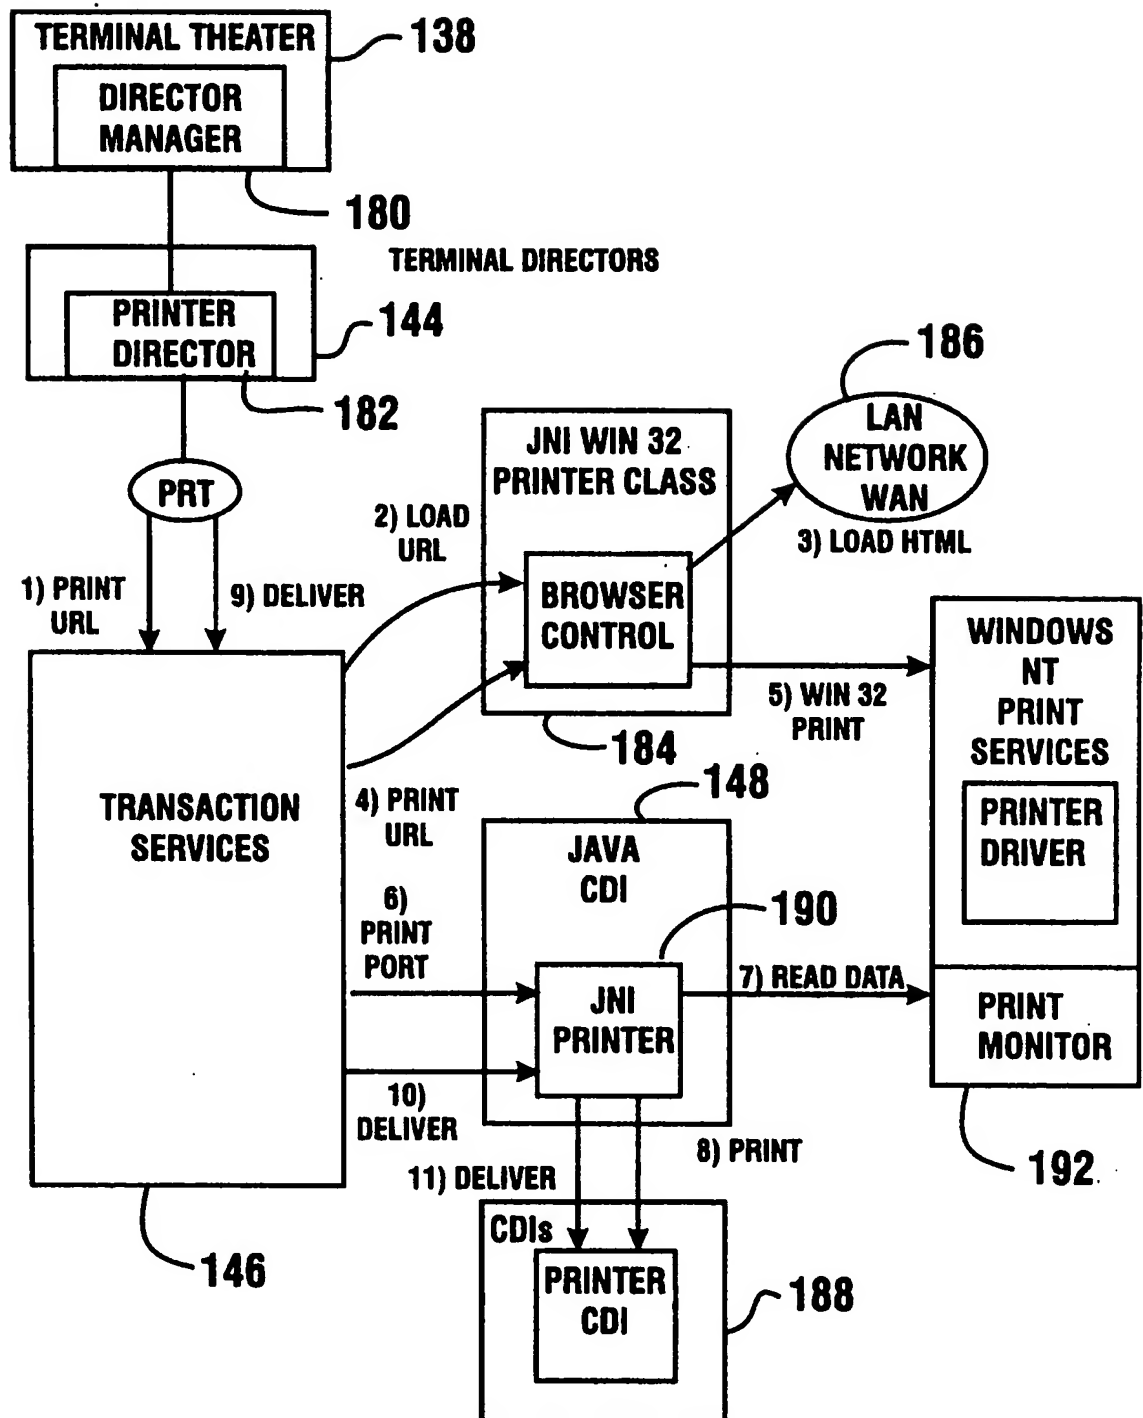 TERMINAL THEATER
138
DIRECTOR
MANAGER
180
TERMINAL DIRECTORS
PRINTER
DIRECTOR
144
182
PRT
1) PRINT
URL
9) DELIVER
2) LOAD
URL
JNI WIN 32
PRINTER CLASS
BROWSER
CONTROL
186
LAN
NETWORK
WAN
3) LOAD HTML
5) WIN 32
PRINT
184
WINDOWS
NT
PRINT
SERVICES
PRINTER
DRIVER
PRINT
MONITOR
192
TRANSACTION
SERVICES
146
4) PRINT
URL
148
JAVA
CDI
6)
PRINT
PORT
190
JNI
PRINTER
7) READ DATA
10)
DELIVER
8) PRINT
11) DELIVER
CDIs
PRINTER
CDI
188